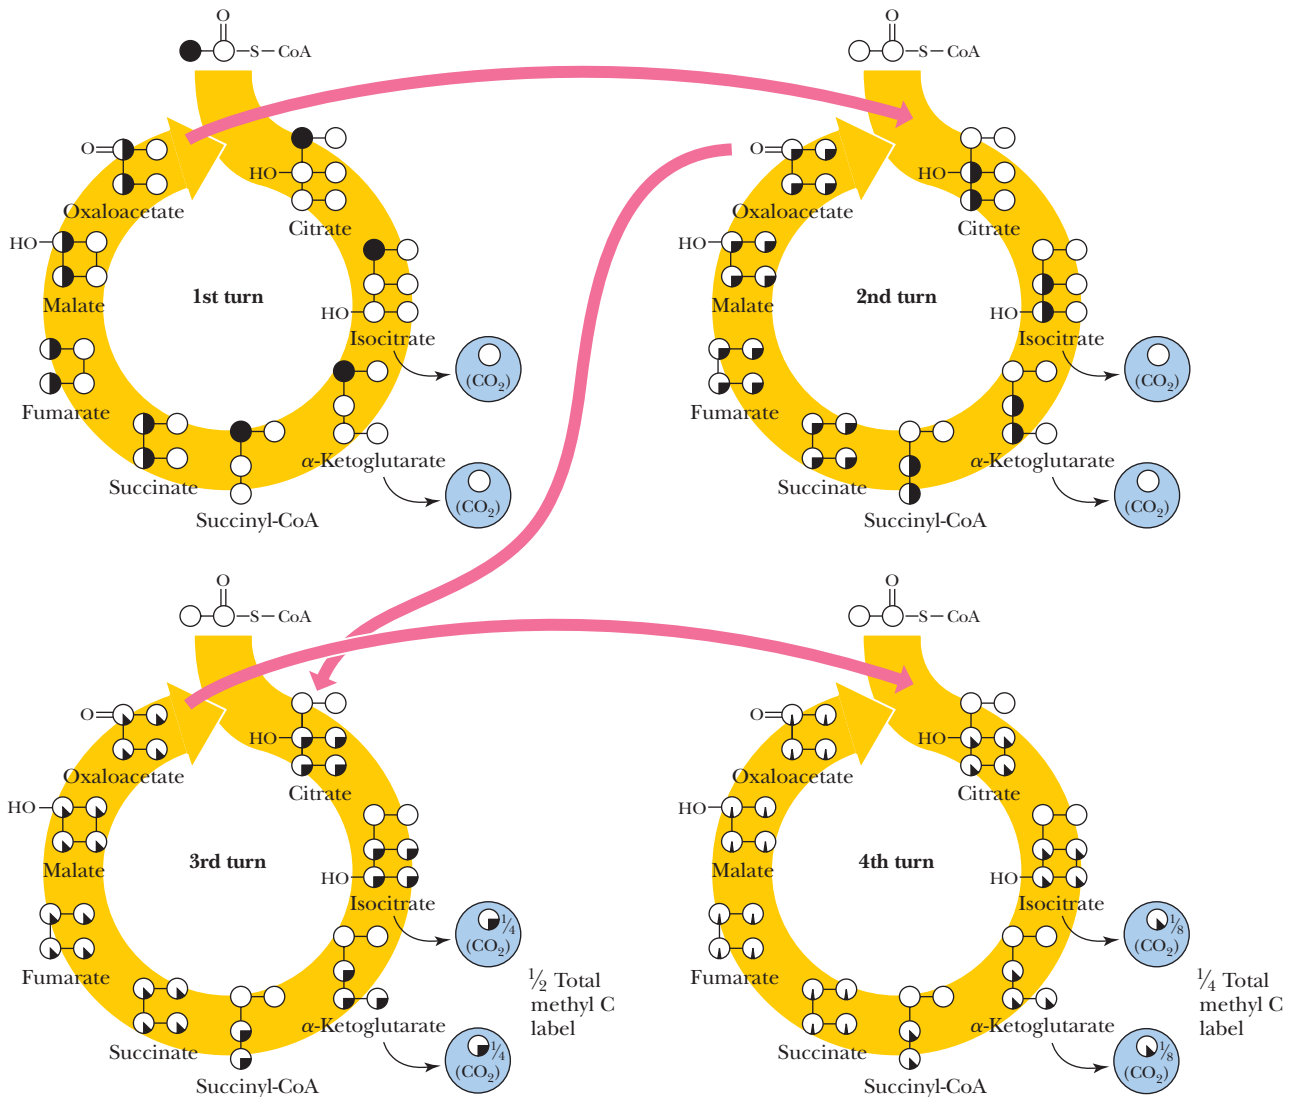 O
S CoA
O
HO
Citrate
HO
Isocitrate
(CO2)
α-Ketoglutarate
(CO2)
Succinyl-CoA
Succinate
Fumarate
HO
Malate
O
Oxaloacetate
1st turn
O
S CoA
HO
Citrate
HO
Isocitrate
(CO2)
α-Ketoglutarate
(CO2)
Succinyl-CoA
Succinate
Fumarate
HO
Malate
O
Oxaloacetate
2nd turn
O
S CoA
HO
Citrate
HO
Isocitrate
1/4
(CO2)
α-Ketoglutarate
1/4
(CO2)
1/2 Total
methyl C
label
Succinyl-CoA
Succinate
Fumarate
HO
Malate
O
Oxaloacetate
3rd turn
O
S CoA
HO
Citrate
HO
Isocitrate
1/8
(CO2)
α-Ketoglutarate
1/8
(CO2)
1/4 Total
methyl C
label
Succinyl-CoA
Succinate
Fumarate
HO
Malate
O
Oxaloacetate
4th turn